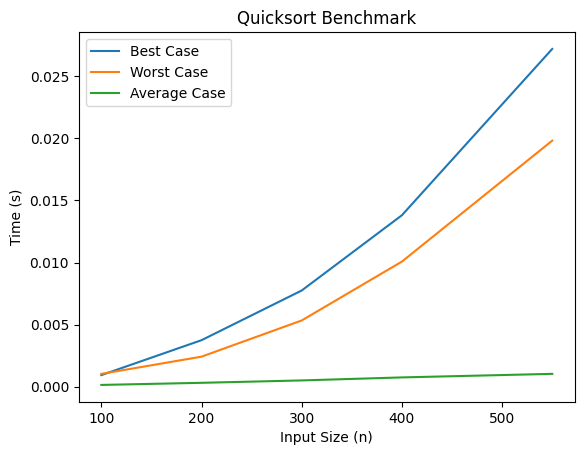 Quicksort Benchmark
Best Case
Worst Case
Average Case
0.025
0.020
0.015
0.010
0.005
0.000
Time (s)
100 200 300 400 500
Input Size (n)